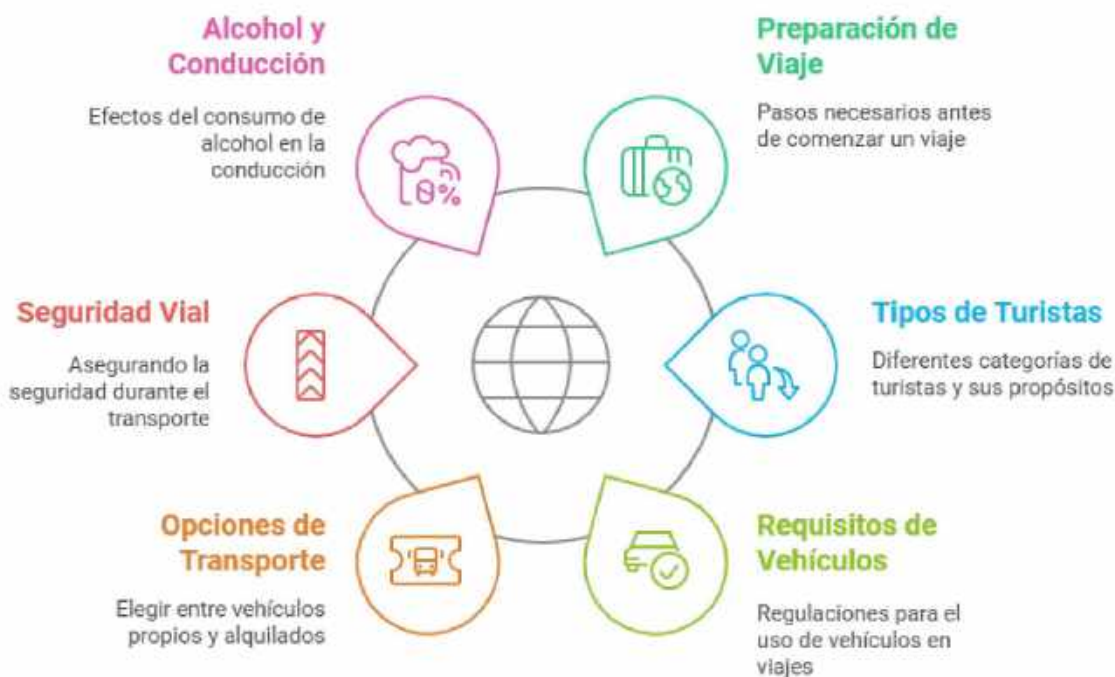 Alcohol y
Conducción
Efectos del consumo de
alcohol en la
conducción
0%
Preparación de
Viaje
Pasos necesarios antes
de comenzar un viaje
Seguridad Vial
Asegurando la
seguridad durante el
transporte
Tipos de Turistas
Diferentes categorías de
turistas y sus propósitos
Opciones de
Transporte
Elegir entre vehículos
propios y alquilados
Requisitos de
Vehículos
Regulaciones para el
uso de vehículos en
viajes